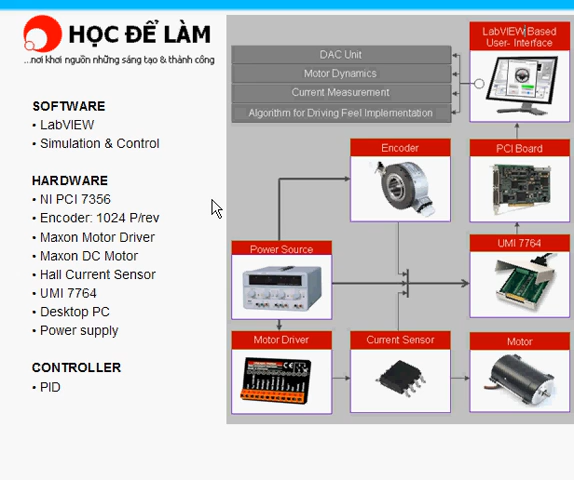 HỌC ĐỂ LÀM
...nơi khơi nguồn những sáng tạo & thành công
SOFTWARE
• LabVIEW
• Simulation & Control
HARDWARE
• NI PCI 7356
• Encoder: 1024 P/rev
• Maxon Motor Driver
• Maxon DC Motor
• Hall Current Sensor
• UMI 7764
• Desktop PC
• Power supply
CONTROLLER
• PID
LabVIEW Based
User- Interface
DAC Unit
Motor Dynamics
Current Measurement
Algorithm for Driving Feel Implementation
Encoder
PCI Board
Power Source
UMI 7764
Motor Driver
Current Sensor
Motor